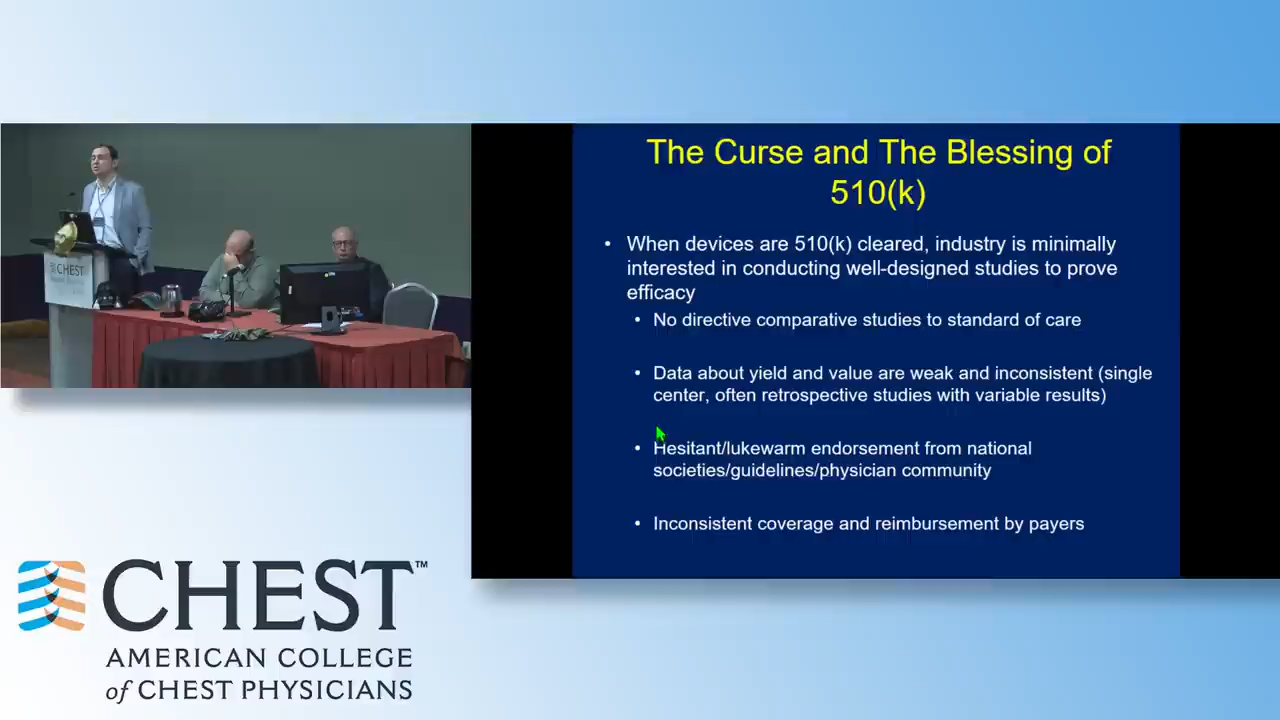 The Curse and The Blessing of
510(k)
• When devices are 510(k) cleared, industry is minimally
interested in conducting well-designed studies to prove
efficacy
• No directive comparative studies to standard of care
• Data about yield and value are weak and inconsistent (single
center, often retrospective studies with variable results)
• Hesitant/lukewarm endorsement from national
societies/guidelines/physician community
• Inconsistent coverage and reimbursement by payers
CHEST
CHEST™
AMERICAN COLLEGE
of CHEST PHYSICIANS